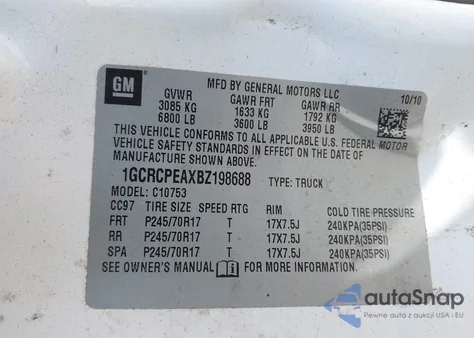 GM
MFD BY GENERAL MOTORS LLC
10/10
GVWR GAWR FRT GAWR RR
3085 KG 1633 KG 1792 KG
6800 LB 3600 LB 3950 LB
THIS VEHICLE CONFORMS TO ALL APPLICABLE U.S. FEDERAL MOTOR
VEHICLE SAFETY, BUMPER, AND THEFT PREVENTION STANDARDS IN
EFFECT ON THE DATE OF MANUFACTURE SHOWN ABOVE.
1GCRCPEAXBZ198688 TYPE: TRUCK
MODEL: C10753
CC97 TIRE SIZE SPEED RTG RIM COLD TIRE PRESSURE
FRT P245/70R17 T 17X7.5J 240KPA(35PSI)
RR P245/70R17 T 17X7.5J 240KPA(35PSI)
SPA P245/70R17 T 17X7.5J 240KPA(35PSI)
SEE OWNER'S MANUAL FOR MORE INFORMATION.
autoSnap
Pewne auta z aukcji USA i EU